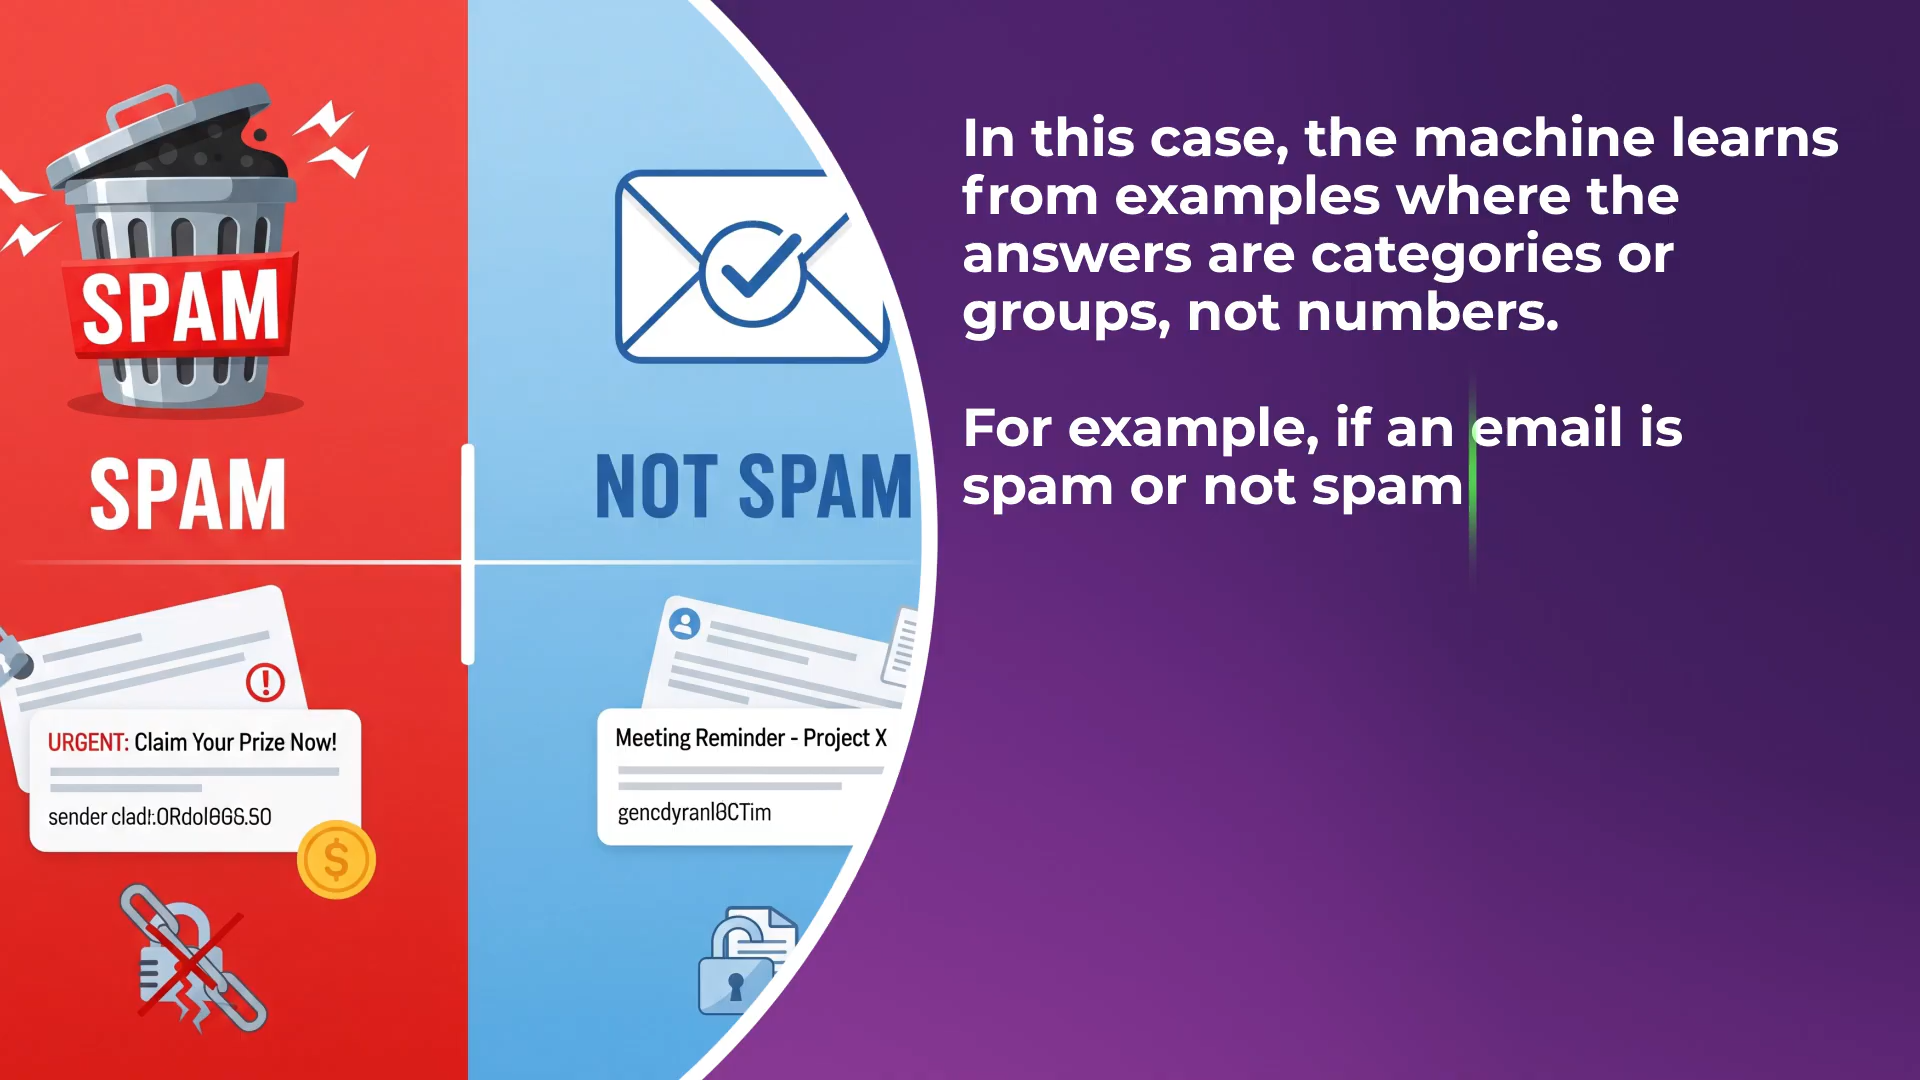 SPAM
SPAM
URGENT: Claim Your Prize Now!
NOT SPAM
Meeting Reminder - Project X
In this case, the machine learns
from examples where the
answers are categories or
groups, not numbers.
For example, if an email is
spam or not spam